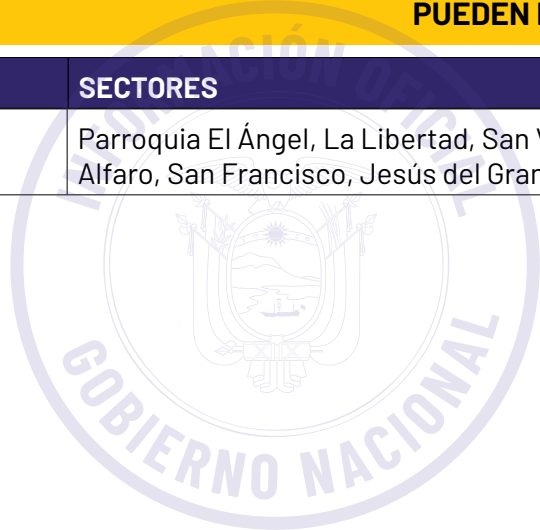 PUEDEN
SECTORES
Parroquia El Ángel, La Libertad, San
Alfaro, San Francisco, Jesús del Gran
INFORMACIÓN OFICIAL
GOBIERNO NACIONAL